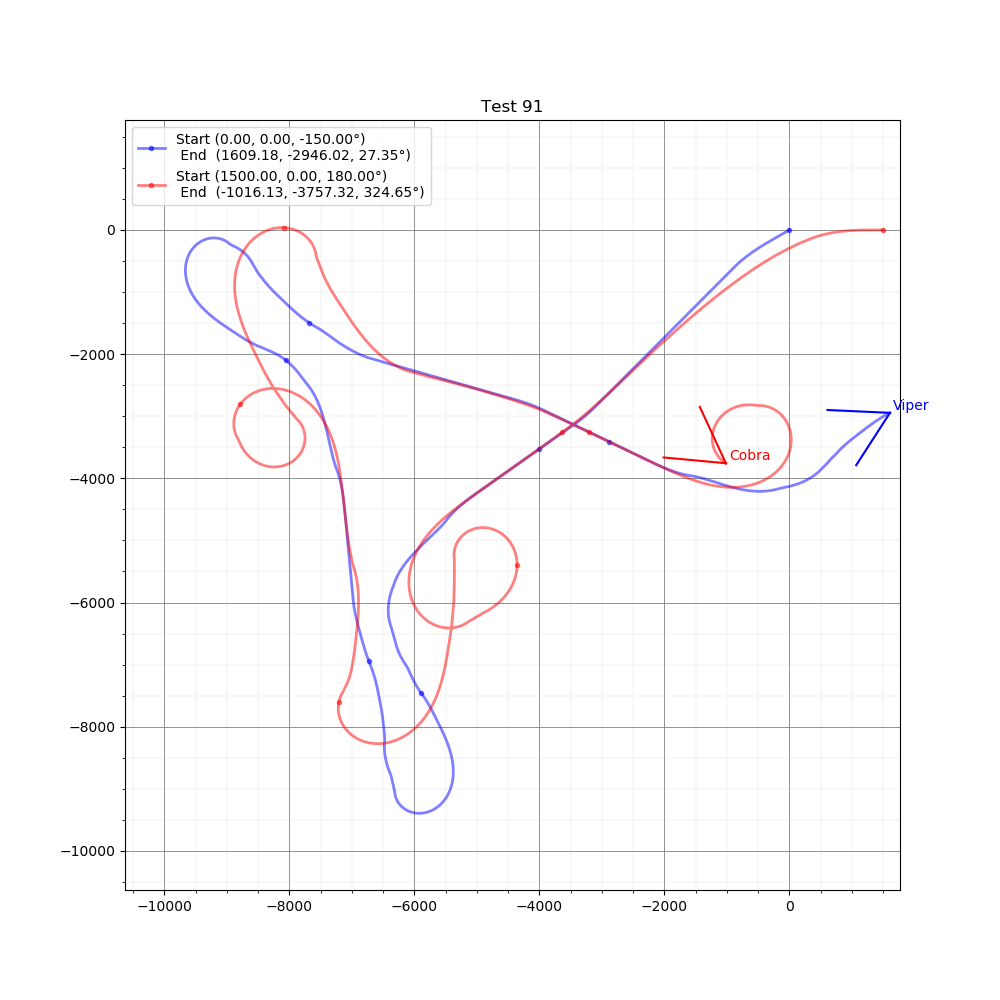 Test 91
Start (0.00, 0.00, -150.00°)
End  (1609.18, -2946.02, 27.35°)
Start (1500.00, 0.00, 180.00°)
End  (-1016.13, -3757.32, 324.65°)
0
−2000
−4000
−6000
−8000
−10000
Viper
Cobra
−10000
−8000
−6000
−4000
−2000
0